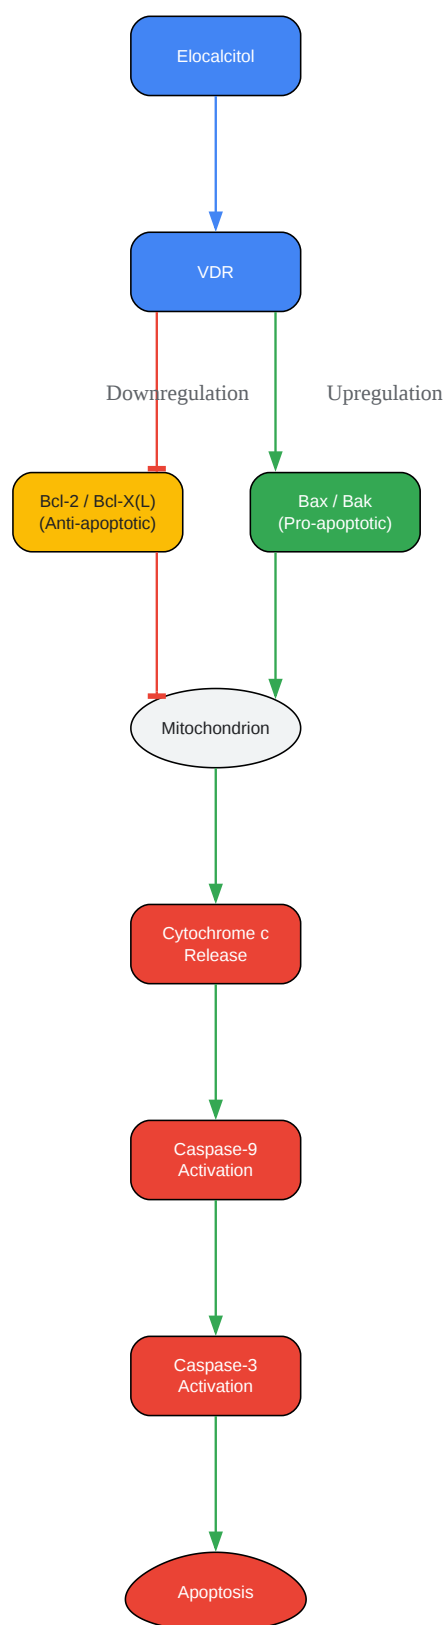 Elocalcitol
VDR
Downregulation
Upregulation
Bcl-2 / Bcl-X(L)
(Anti-apoptotic)
Bax / Bak
(Pro-apoptotic)
Mitochondrion
Cytochrome c
Release
Caspase-9
Activation
Caspase-3
Activation
Apoptosis